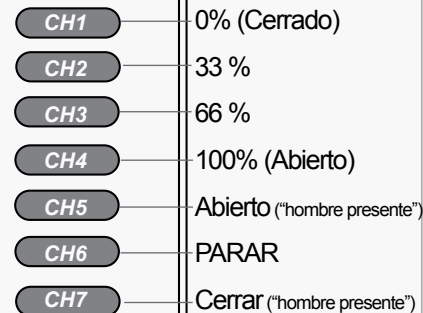 CH1 0% (Cerrado)
CH2 33 %
CH3 66 %
CH4 100% (Abierto)
CH5 Abierto (“hombre presente”)
CH6 PARAR
CH7 Cerrar (“hombre presente”)